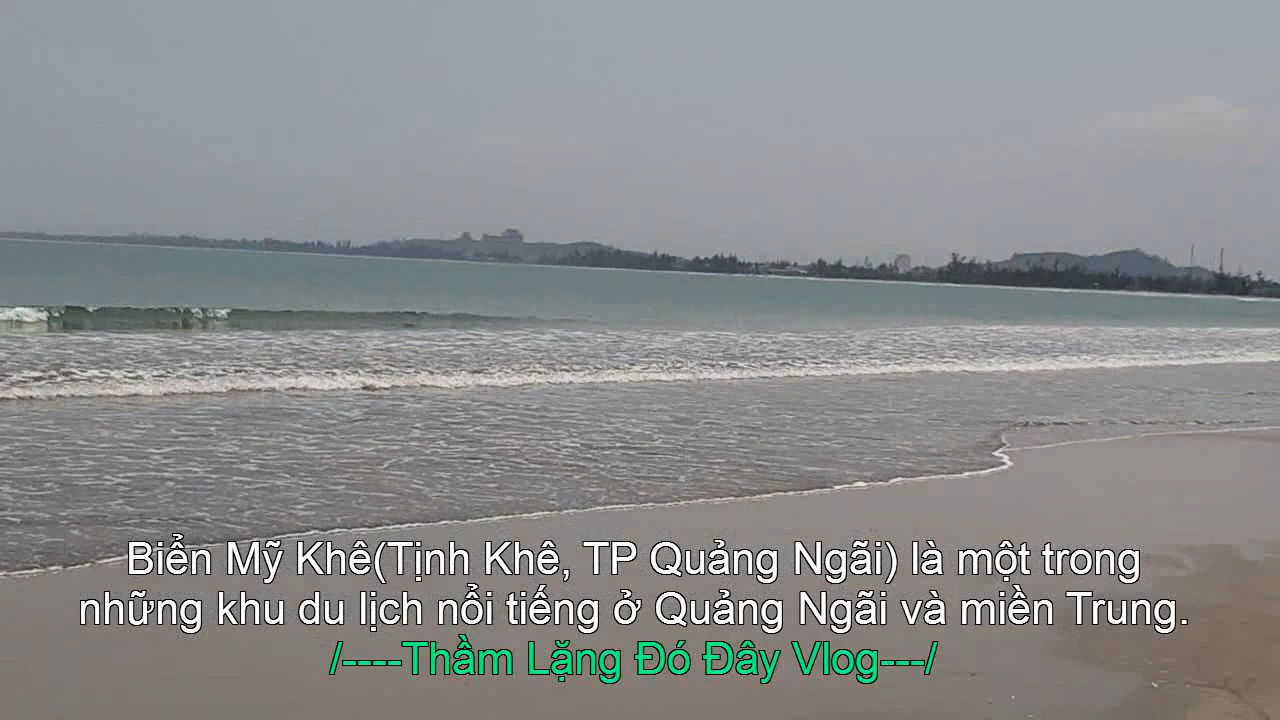 Biển Mỹ Khê(Tịnh Khê, TP Quảng Ngãi) là một trong
những khu du lịch nổi tiếng ở Quảng Ngãi và miền Trung.
/----Thầm Lặng Đó Đây Vlog---/